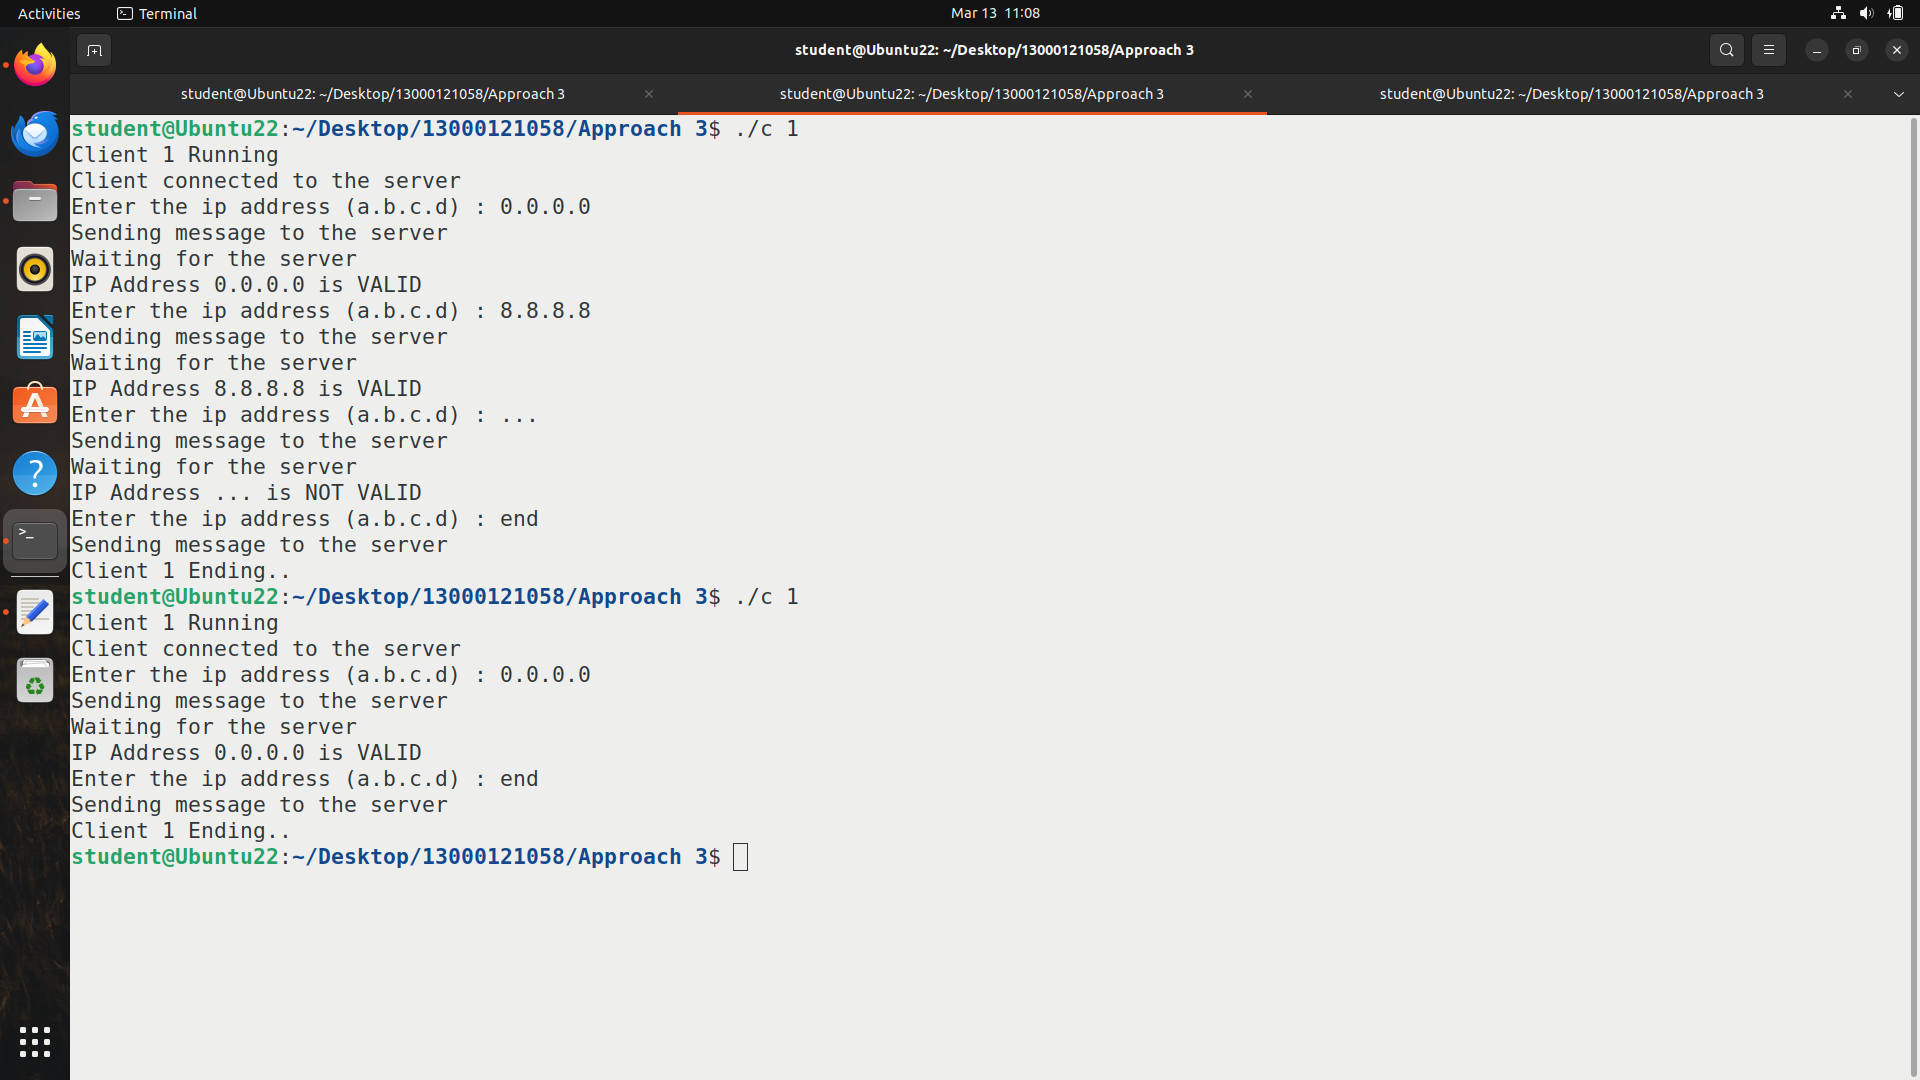 Activities Terminal Mar 13 11:08
student@Ubuntu22: ~/Desktop/13000121058/Approach 3
student@Ubuntu22: ~/Desktop/13000121058/Approach 3 student@Ubuntu22: ~/Desktop/13000121058/Approach 3 student@Ubuntu22: ~/Desktop/13000121058/Approach 3
student@Ubuntu22:~/Desktop/13000121058/Approach 3$ ./c 1
Client 1 Running
Client connected to the server
Enter the ip address (a.b.c.d) : 0.0.0.0
Sending message to the server
Waiting for the server
IP Address 0.0.0.0 is VALID
Enter the ip address (a.b.c.d) : 8.8.8.8
Sending message to the server
Waiting for the server
IP Address 8.8.8.8 is VALID
Enter the ip address (a.b.c.d) : ...
Sending message to the server
Waiting for the server
IP Address ... is NOT VALID
Enter the ip address (a.b.c.d) : end
Sending message to the server
Client 1 Ending..
student@Ubuntu22:~/Desktop/13000121058/Approach 3$ ./c 1
Client 1 Running
Client connected to the server
Enter the ip address (a.b.c.d) : 0.0.0.0
Sending message to the server
Waiting for the server
IP Address 0.0.0.0 is VALID
Enter the ip address (a.b.c.d) : end
Sending message to the server
Client 1 Ending..
student@Ubuntu22:~/Desktop/13000121058/Approach 3$